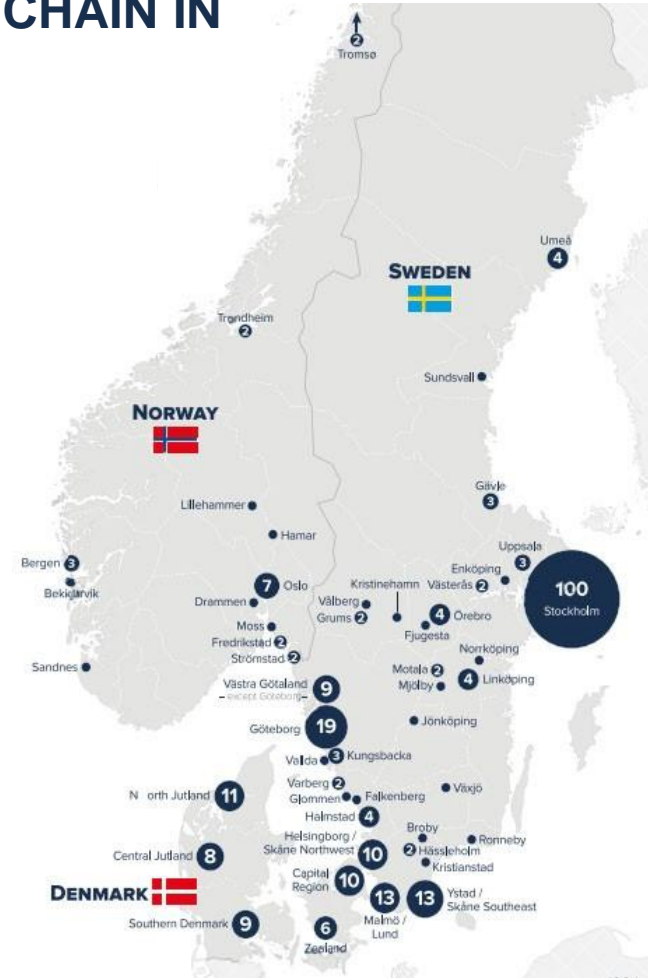 CHAIN IN
2
Tromsø
Umeå
4
SWEDEN
Trondheim
2
Sundsvall
NORWAY
Gävle
3
Lillehammer
Hamar
Uppsala
3
Bergen 3
Enköping
Västerås 2
100
Stockholm
Kristinehamn
7 Oslo
Drammen
Vålberg
Grums 2
4 Örebro
Fjugesta
Moss
Fredrikstad 2
Strömstad 2
Norrköping
Sandnes
Motala 2
Mjölby
4 Linköping
Västra Götaland
– except Göteborg –
9
Göteborg 19
Jönköping
Valda
3 Kungsbacka
Varberg 2
Glommen
Falkenberg
Växjö
N orth Jutland 11
Halmstad 4
Broby
Ronneby
Helsingborg /
Skåne Northwest 10
2 Hässleholm
Kristianstad
Central Jutland 8
Capital
Region 10
DENMARK
13
Malmö /
Lund
13
Ystad /
Skåne Southeast
Southern Denmark 9
6
Zealand